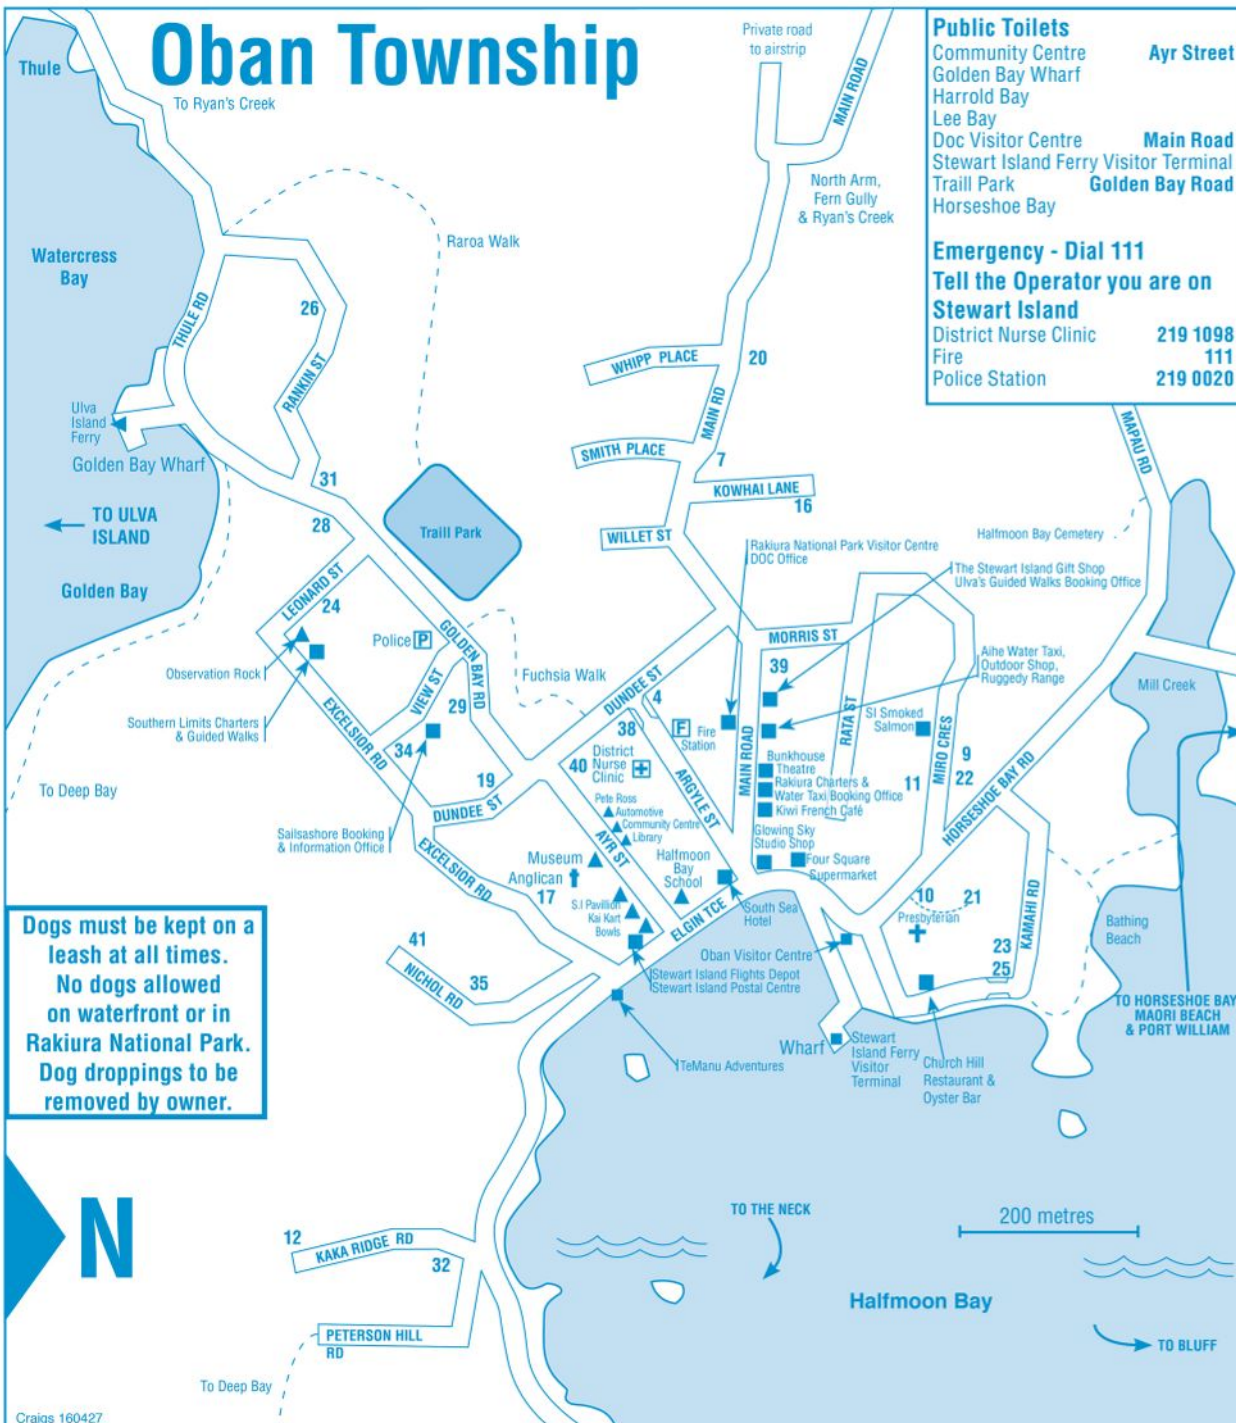 Oban Township
Public Toilets
Community Centre Ayr Street
Golden Bay Wharf
Harrold Bay
Lee Bay
Doc Visitor Centre Main Road
Stewart Island Ferry Visitor Terminal
Traill Park Golden Bay Road
Horseshoe Bay
Emergency - Dial 111
Tell the Operator you are on
Stewart Island
District Nurse Clinic 219 1098
Fire 111
Police Station 219 0020
Thule
To Ryan's Creek
Private road
to airstrip
MAIN ROAD
North Arm,
Fern Gully
& Ryan's Creek
Raroa Walk
Watercress
Bay
THULE RD
26
RANKIN ST
WHIPP PLACE
20
MAIN RD
SMITH PLACE
7
KOWHAI LANE
16
WILLET ST
MAPAU RD
Ulva
Island
Ferry
Golden Bay Wharf
31
28
TO ULVA
ISLAND
Traill Park
Golden Bay
Halfmoon Bay Cemetery
Rakiura National Park Visitor Centre
DOC Office
The Stewart Island Gift Shop
Ulva's Guided Walks Booking Office
LEONARD ST
24
Police P
GOLDEN BAY RD
Observation Rock
VIEW ST
29
Fuchsia Walk
DUNDEE ST
4
MORRIS ST
39
Aihe Water Taxi,
Outdoor Shop,
Ruggedy Range
Mill Creek
Southern Limits Charters
& Guided Walks
EXCELSIOR RD
34
38
F Fire
Station
MAIN ROAD
RATA ST
SI Smoked
Salmon
MIRO CRES
9
22
11
HORSESHOE BAY RD
To Deep Bay
19
DUNDEE ST
40
District
Nurse
Clinic
ARGYLE ST
Bunkhouse
Theatre
Rakiura Charters &
Water Taxi Booking Office
Kiwi French Café
Pete Ross
Automotive
Community Centre
Library
AYR ST
Sailsashore Booking
& Information Office
EXCELSIOR RD
Museum
Anglican
17
Halfmoon
Bay
School
Glowing Sky
Studio Shop
Four Square
Supermarket
S.I Pavillion
Kai Kart
Bowls
ELGIN TCE
South Sea
Hotel
10
21
Presbyterian
KAMAHI RD
23
25
Bathing
Beach
Dogs must be kept on a
leash at all times.
No dogs allowed
on waterfront or in
Rakiura National Park.
Dog droppings to be
removed by owner.
41
NICHOL RD
35
Oban Visitor Centre
Stewart Island Flights Depot
Stewart Island Postal Centre
TO HORSESHOE BAY
MAORI BEACH
& PORT WILLIAM
TeManu Adventures
Wharf
Stewart
Island Ferry
Visitor
Terminal
Church Hill
Restaurant &
Oyster Bar
N
12
KAKA RIDGE RD
32
PETERSON HILL
RD
TO THE NECK
200 metres
Halfmoon Bay
TO BLUFF
To Deep Bay
Craigs 160427